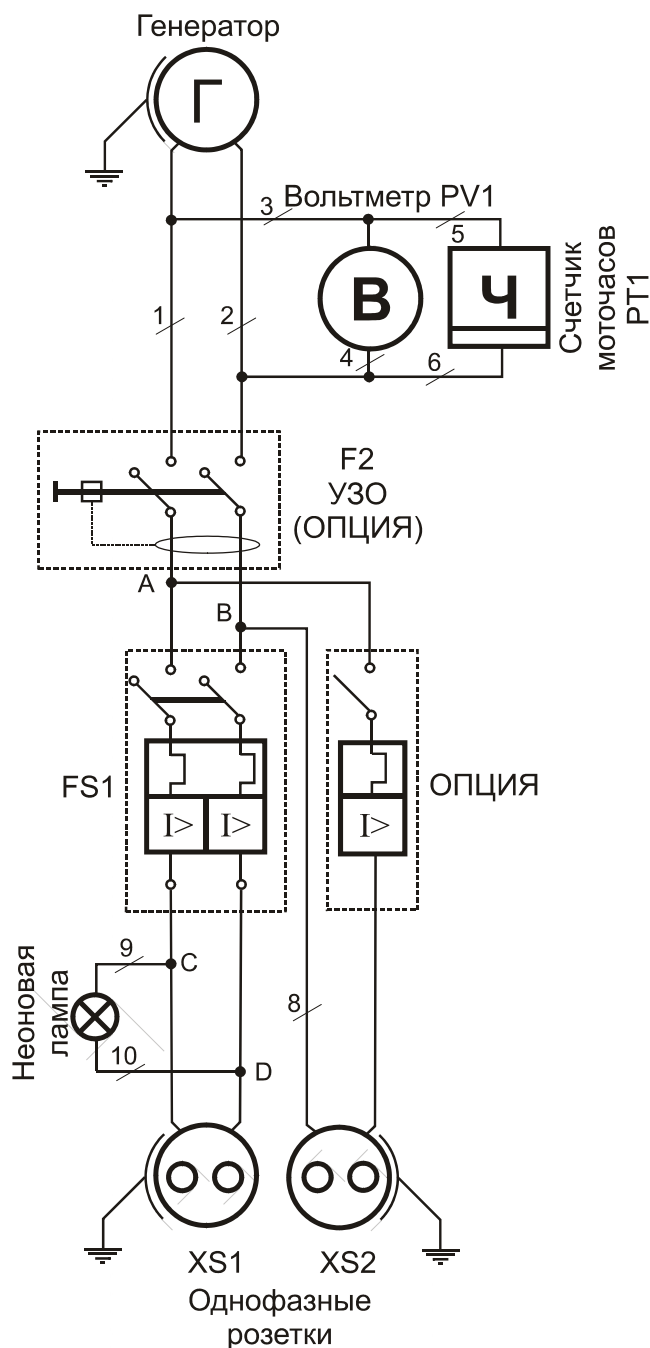 Генератор
Г
Вольтметр PV1
3
5
В
Ч
Счетчик
моточасов
PT1
1
2
4
6
F2
УЗО
(ОПЦИЯ)
A
B
FS1
I>
I>
I>
ОПЦИЯ
9
C
Неоновая
лампа
8
10
D
XS1
XS2
Однофазные
розетки